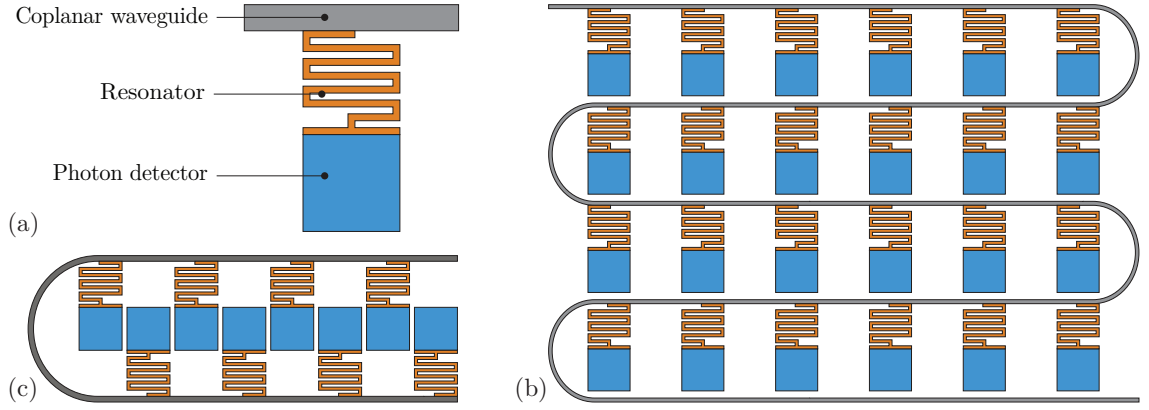 Coplanar waveguide
Resonator
Photon detector
(a)
(b)
(c)